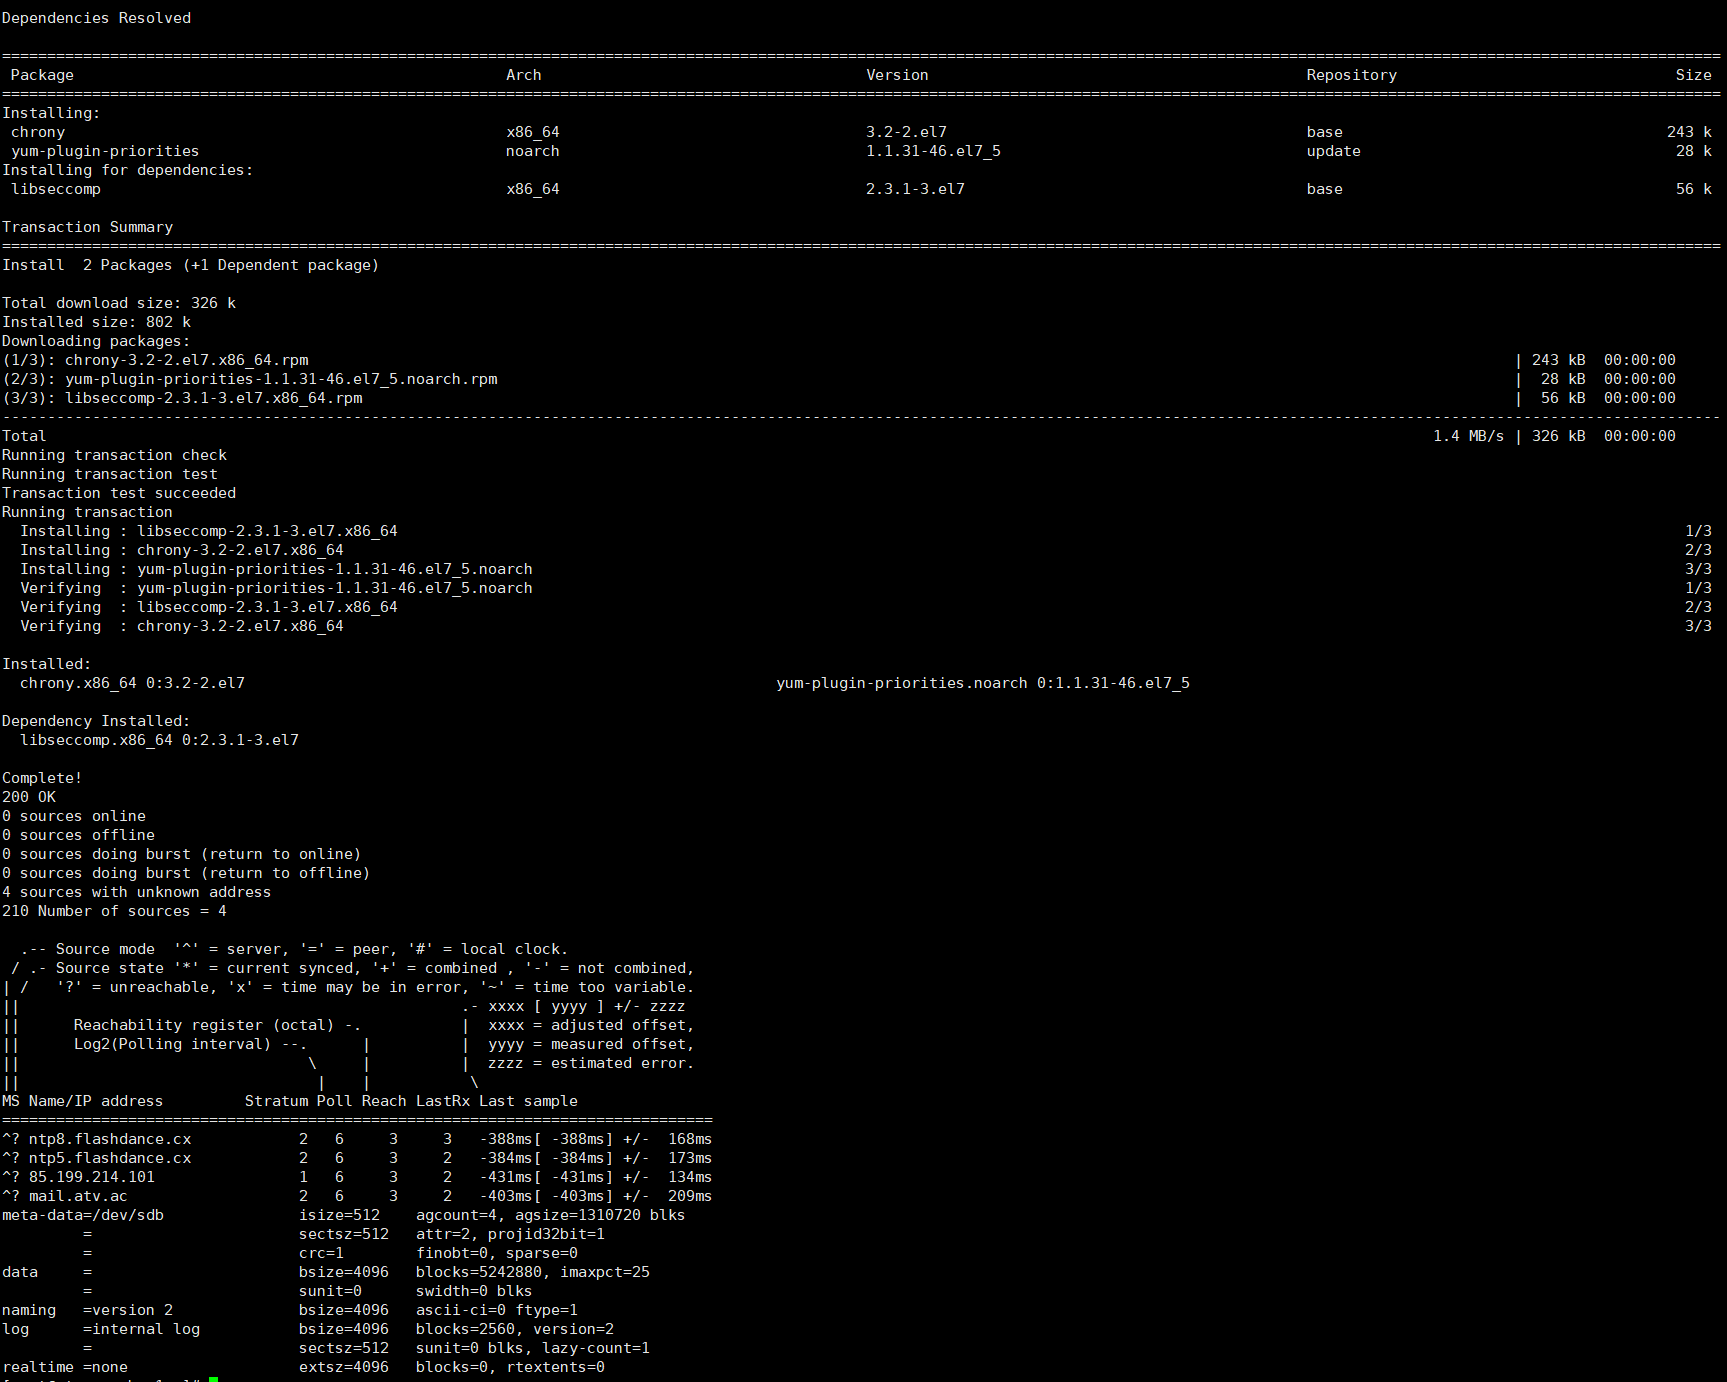 Dependencies Resolved
================================================================================
 Package                Arch                Version                Repository                Size
================================================================================
Installing:
 chrony                x86_64                3.2-2.el7                base                243 k
 yum-plugin-priorities                noarch                1.1.31-46.el7_5                update                28 k
Installing for dependencies:
 libseccomp                x86_64                2.3.1-3.el7                base                56 k
Transaction Summary
================================================================================
Install  2 Packages (+1 Dependent package)
Total download size: 326 k
Installed size: 802 k
Downloading packages:
(1/3): chrony-3.2-2.el7.x86_64.rpm                | 243 kB  00:00:00
(2/3): yum-plugin-priorities-1.1.31-46.el7_5.noarch.rpm                |  28 kB  00:00:00
(3/3): libseccomp-2.3.1-3.el7.x86_64.rpm                |  56 kB  00:00:00
--------------------------------------------------------------------------------
Total                1.4 MB/s | 326 kB  00:00:00
Running transaction check
Running transaction test
Transaction test succeeded
Running transaction
  Installing : libseccomp-2.3.1-3.el7.x86_64                1/3
  Installing : chrony-3.2-2.el7.x86_64                2/3
  Installing : yum-plugin-priorities-1.1.31-46.el7_5.noarch                3/3
  Verifying  : yum-plugin-priorities-1.1.31-46.el7_5.noarch                1/3
  Verifying  : libseccomp-2.3.1-3.el7.x86_64                2/3
  Verifying  : chrony-3.2-2.el7.x86_64                3/3
Installed:
  chrony.x86_64 0:3.2-2.el7                yum-plugin-priorities.noarch 0:1.1.31-46.el7_5
Dependency Installed:
  libseccomp.x86_64 0:2.3.1-3.el7
Complete!
200 OK
0 sources online
0 sources offline
0 sources doing burst (return to online)
0 sources doing burst (return to offline)
4 sources with unknown address
210 Number of sources = 4
  .-- Source mode  '^' = server, '=' = peer, '#' = local clock.
 / .- Source state '*' = current synced, '+' = combined , '-' = not combined,
| /   '?' = unreachable, 'x' = time may be in error, '~' = time too variable.
||                                                 .- xxxx [ yyyy ] +/- zzzz
||      Reachability register (octal) -.           |  xxxx = adjusted offset,
||      Log2(Polling interval) --.      |          |  yyyy = measured offset,
||                                \     |          |  zzzz = estimated error.
||                                 |    |           \
MS Name/IP address         Stratum Poll Reach LastRx Last sample
===============================================================================
^? ntp8.flashdance.cx            2   6     3     3   -388ms[ -388ms] +/-  168ms
^? ntp5.flashdance.cx            2   6     3     2   -384ms[ -384ms] +/-  173ms
^? 85.199.214.101                1   6     3     2   -431ms[ -431ms] +/-  134ms
^? mail.atv.ac                   2   6     3     2   -403ms[ -403ms] +/-  209ms
meta-data=/dev/sdb               isize=512    agcount=4, agsize=1310720 blks
         =                       sectsz=512   attr=2, projid32bit=1
         =                       crc=1        finobt=0, sparse=0
data     =                       bsize=4096   blocks=5242880, imaxpct=25
         =                       sunit=0      swidth=0 blks
naming   =version 2              bsize=4096   ascii-ci=0 ftype=1
log      =internal log           bsize=4096   blocks=2560, version=2
         =                       sectsz=512   sunit=0 blks, lazy-count=1
realtime =none                   extsz=4096   blocks=0, rtextents=0